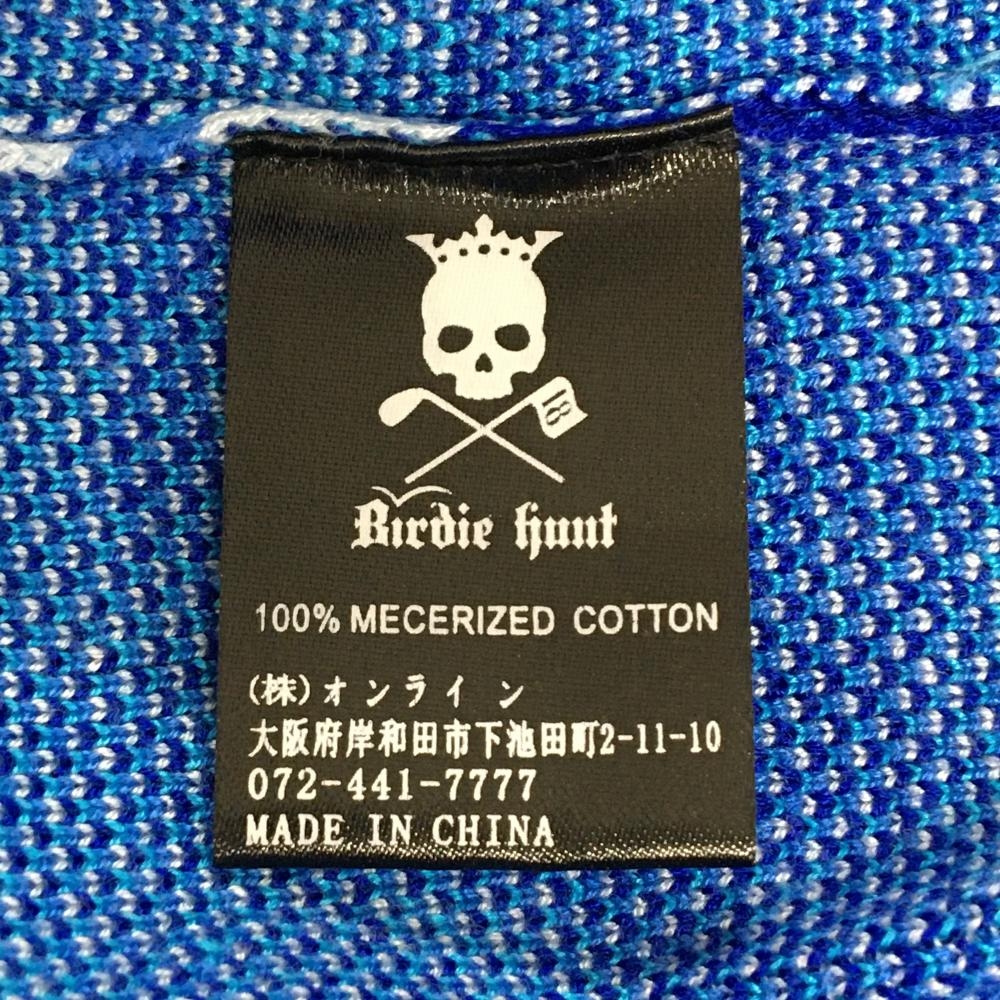 18
Birdie hunt
100% MECERIZED COTTON
(株)オンライン
大阪府岸和田市下池田町2-11-10
072-441-7777
MADE IN CHINA